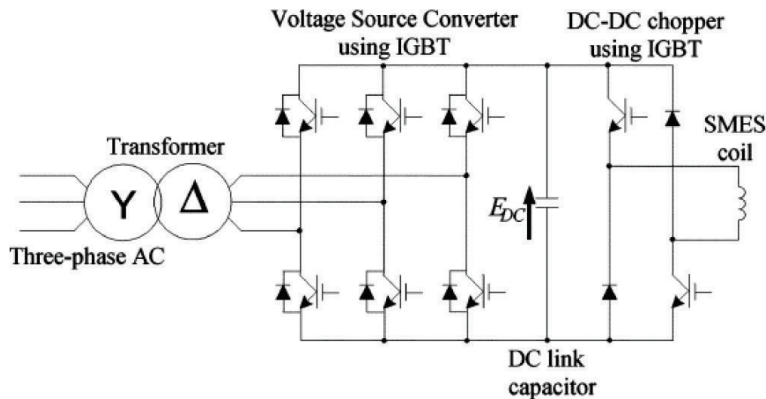 Voltage Source Converter
using IGBT
DC-DC chopper
using IGBT
SMES
coil
Transformer
Y
Δ
E_DC
Three-phase AC
DC link
capacitor